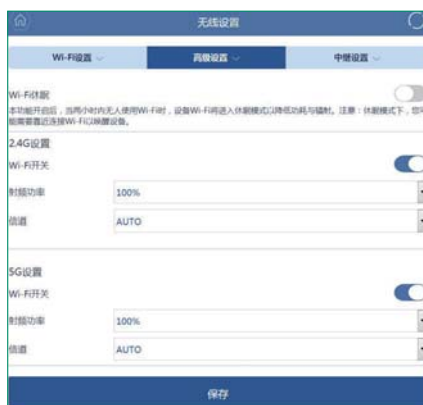 无线设置
Wi-Fi设置 高级设置 中继设置
Wi-Fi休眠
本功能开启后，当两小时内无人使用Wi-Fi时，设备Wi-Fi将进入休眠模式以降低功耗与辐射。注意：休眠模式下，您可
能需要靠近连接Wi-Fi以唤醒设备。
2.4G设置
Wi-Fi开关
射频功率 100%
信道 AUTO
5G设置
Wi-Fi开关
射频功率 100%
信道 AUTO
保存